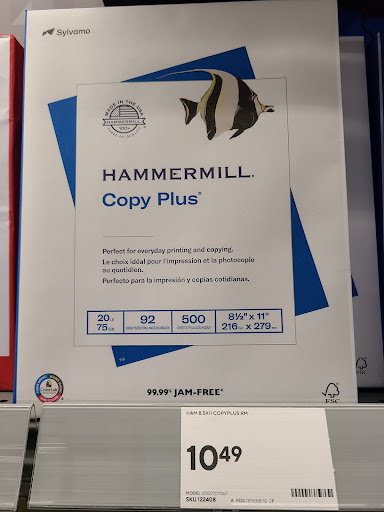 Sylvamo
MADE IN THE USA
HAMMERMILL
HAMMERMILL®
Copy Plus®
Perfect for everyday printing and copying.
Le choix idéal pour l'impression et la photocopie
au quotidien.
Perfecto para la impresión y copias cotidianas.
20 LB
75 GSM
92
500
8½" x 11"
216 mm x 279 mm
99.99% JAM-FREE®
FSC
HAM 8.5X11 COPYPLUS RM
10 49
MODEL
SKU 122408